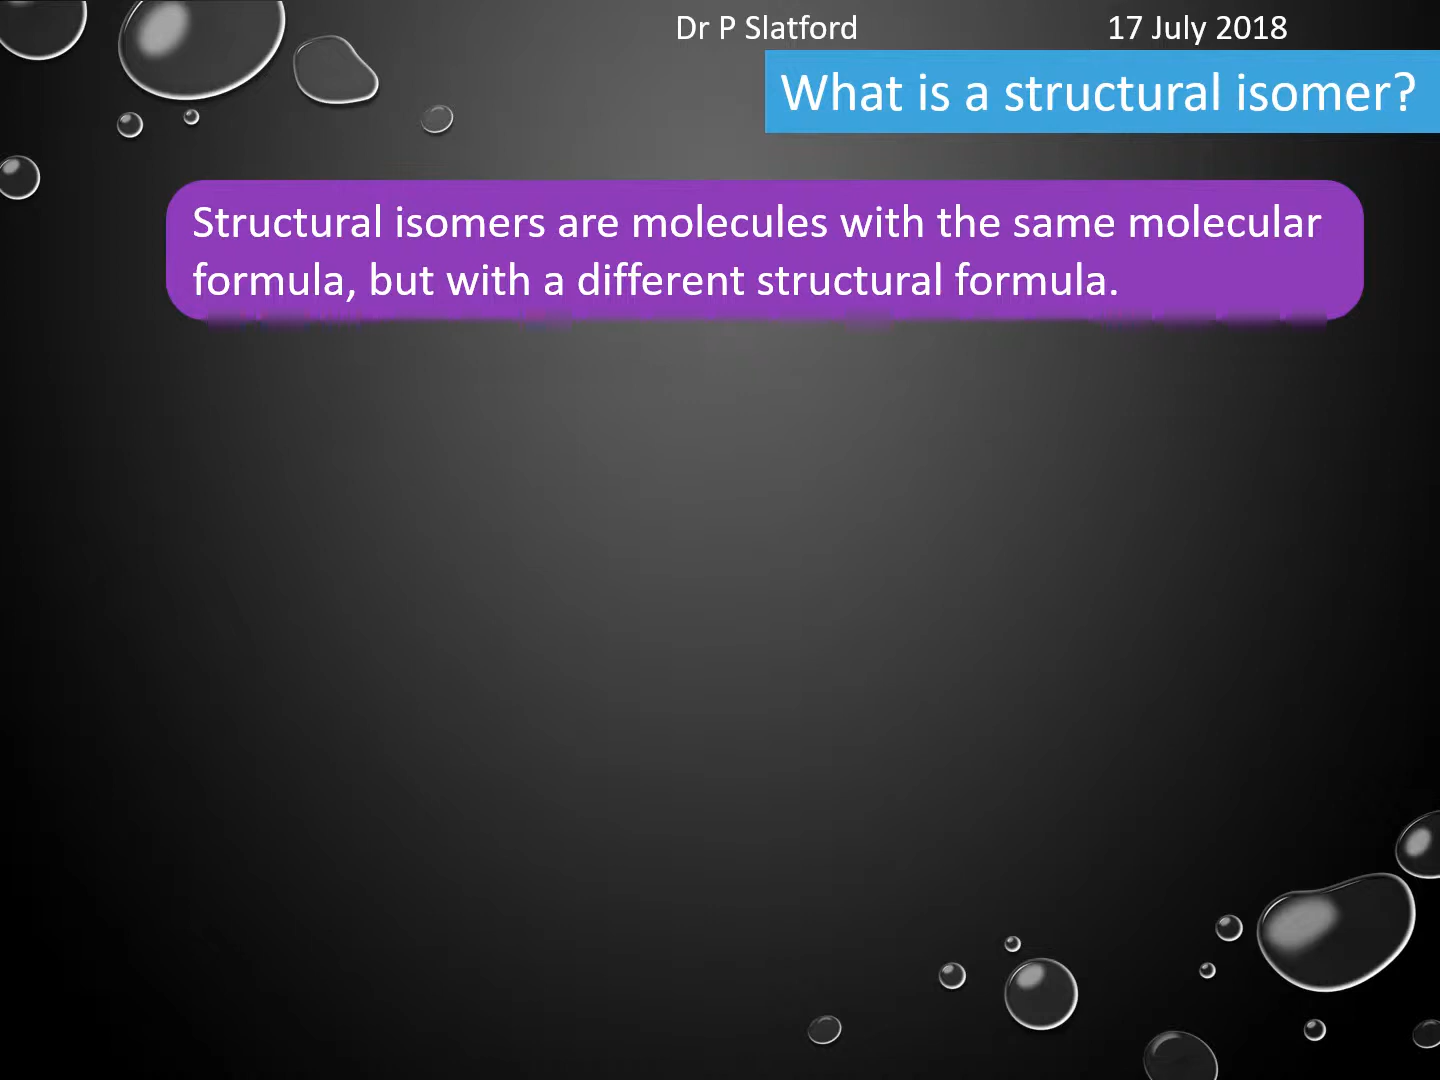 Dr P Slatford 17 July 2018
What is a structural isomer?
Structural isomers are molecules with the same molecular
formula, but with a different structural formula.